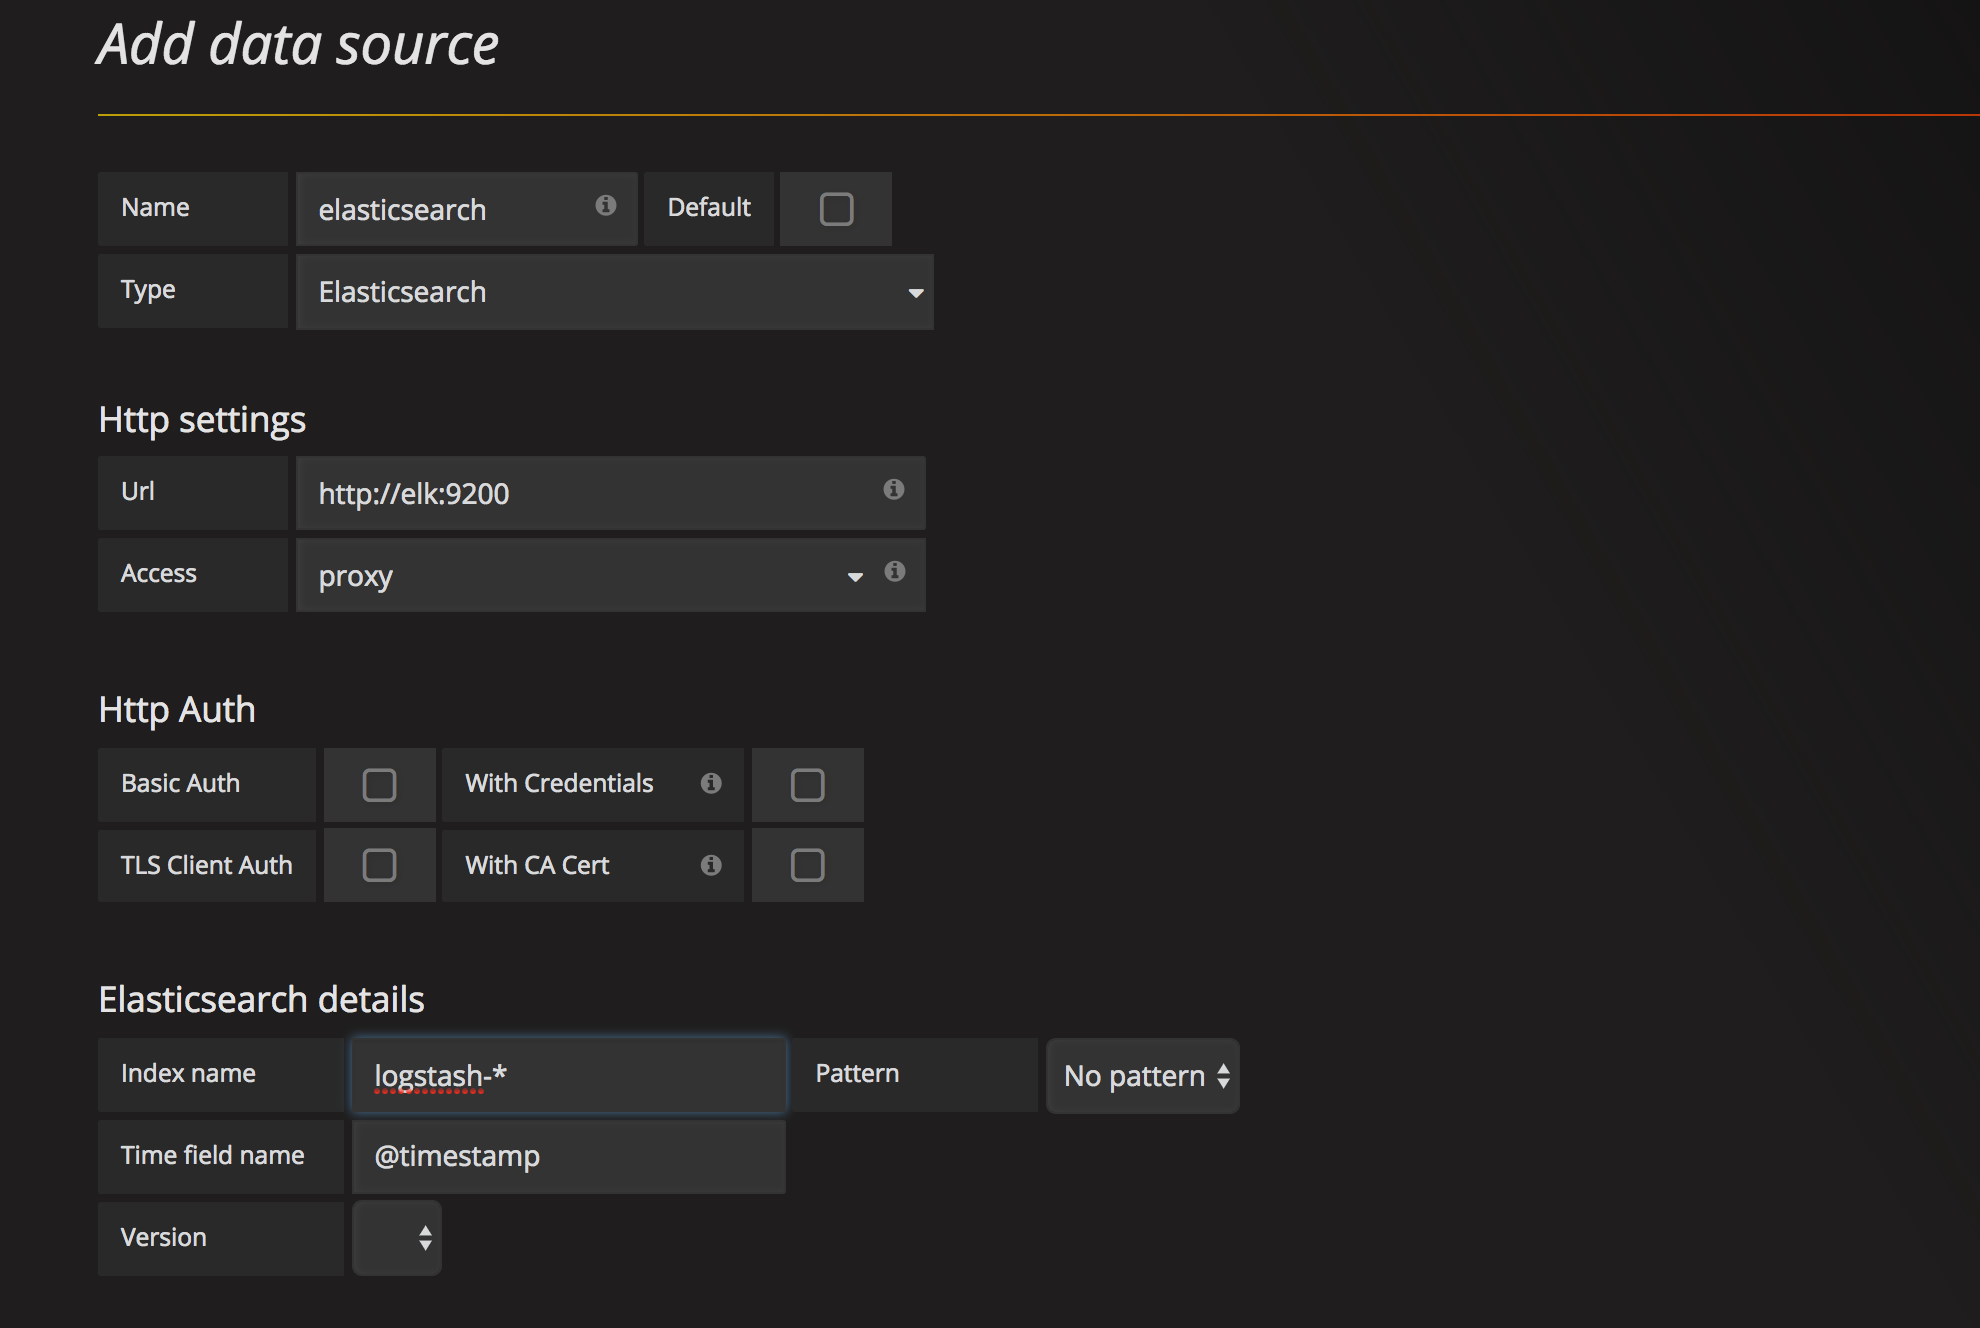 Add data source
Name elasticsearch Default
Type Elasticsearch
Http settings
Url http://elk:9200
Access proxy
Http Auth
Basic Auth With Credentials
TLS Client Auth With CA Cert
Elasticsearch details
Index name logstash-* Pattern No pattern
Time field name @timestamp
Version